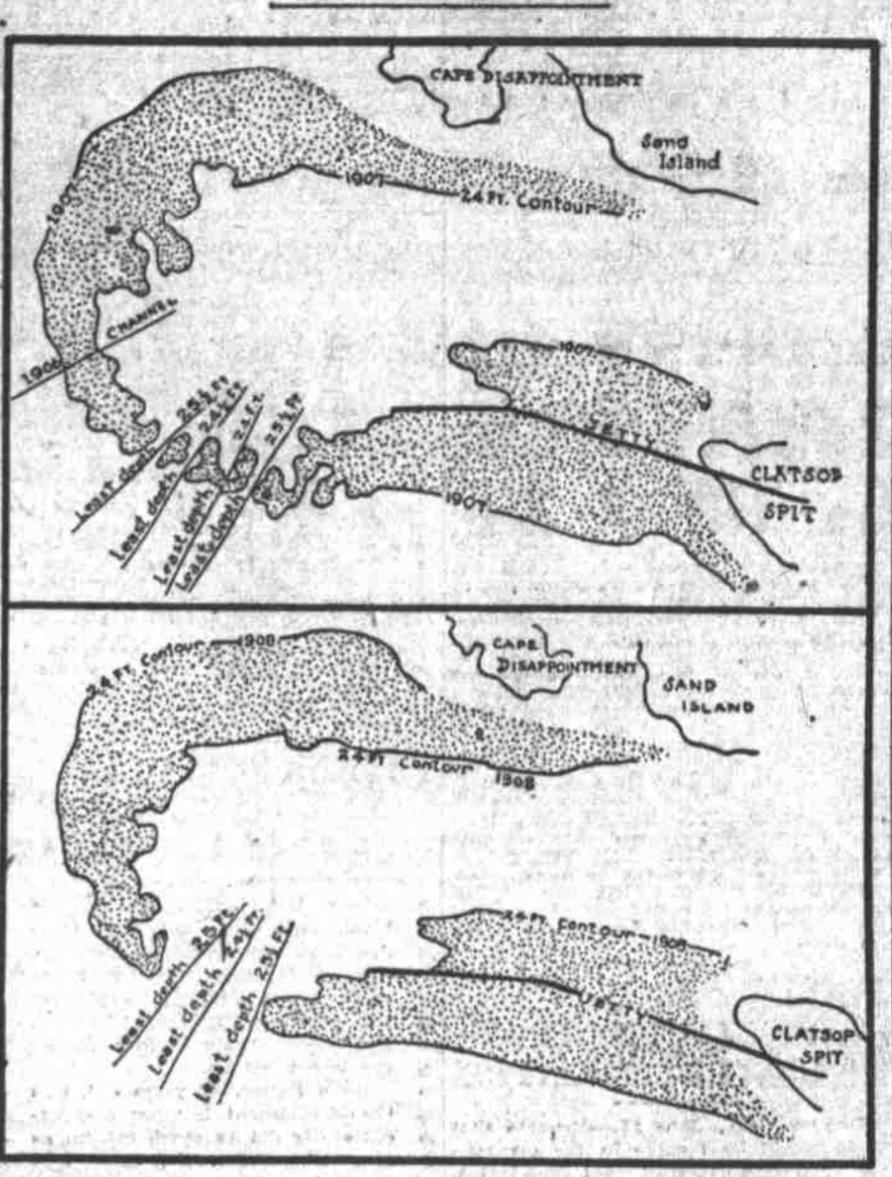 CAPE DISAPPOINTMENT
Sand
Island
1907
1907
24 Ft. Contour
CHANNEL
1906
1907
JETTY
CLATSOP
SPIT
1907
Least depth 25½ ft
Least depth 24½ ft.
Least depth 24 ft.
Least depth 25½ ft
24 FT. Contour 1908
CAPE
DISAPPOINTMENT
SAND
ISLAND
24 FT Contour 1908
24 Ft. Contour - 1908
JETTY
CLATSOP
SPIT
Least depth 25 Ft.
Least depth 24½ Ft.
Least depth 25½ Ft.